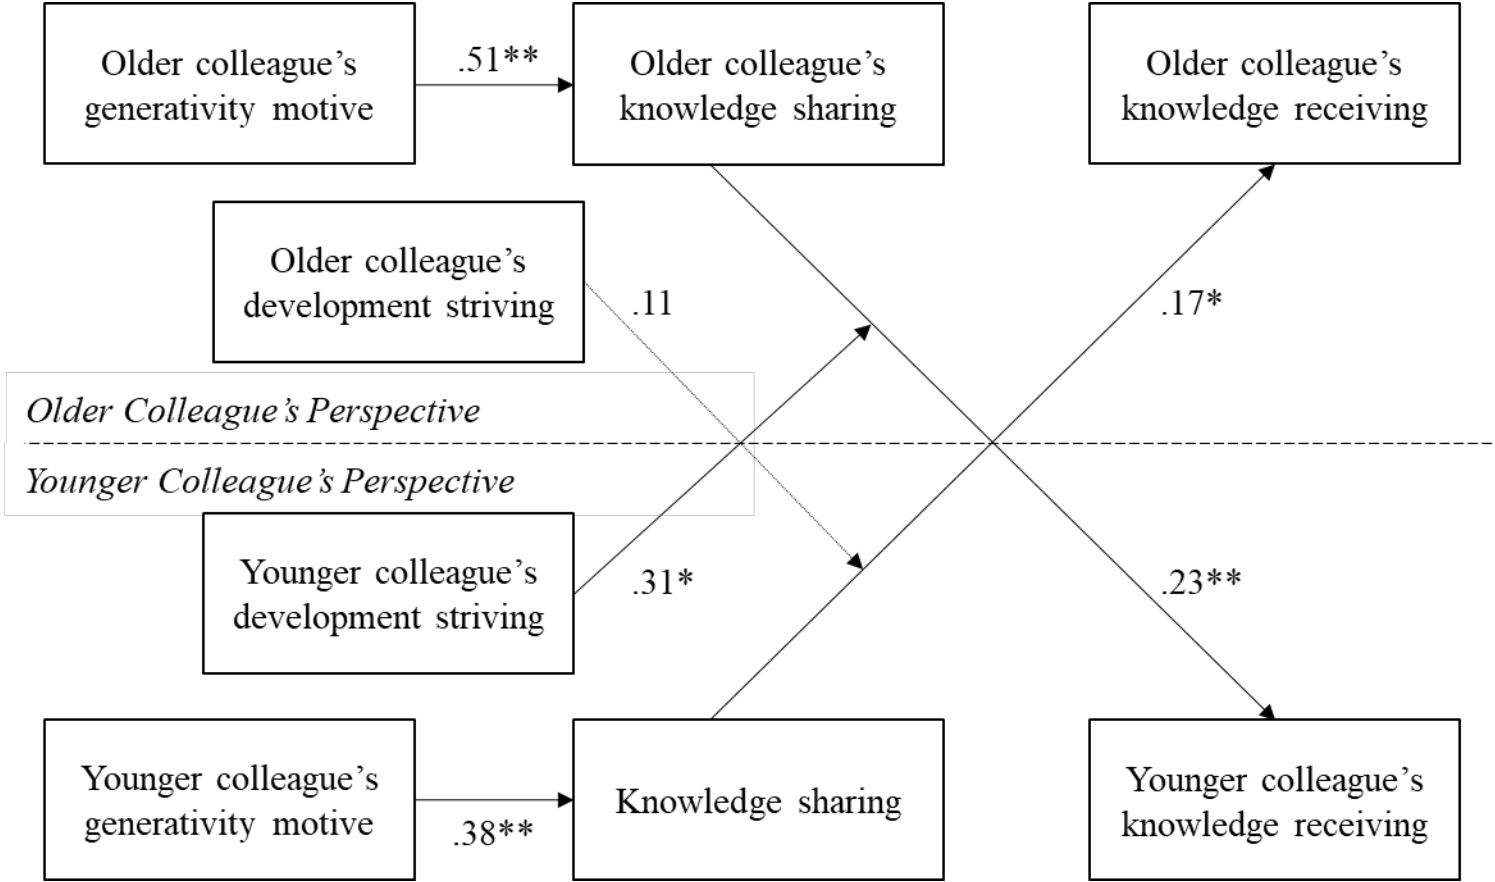 Older colleague’s
generativity motive
.51**
Older colleague’s
knowledge sharing
Older colleague’s
knowledge receiving
Older colleague’s
development striving
.11
.17*
Older Colleague’s Perspective
Younger Colleague’s Perspective
Younger colleague’s
development striving
.31*
.23**
Younger colleague’s
generativity motive
.38**
Knowledge sharing
Younger colleague’s
knowledge receiving